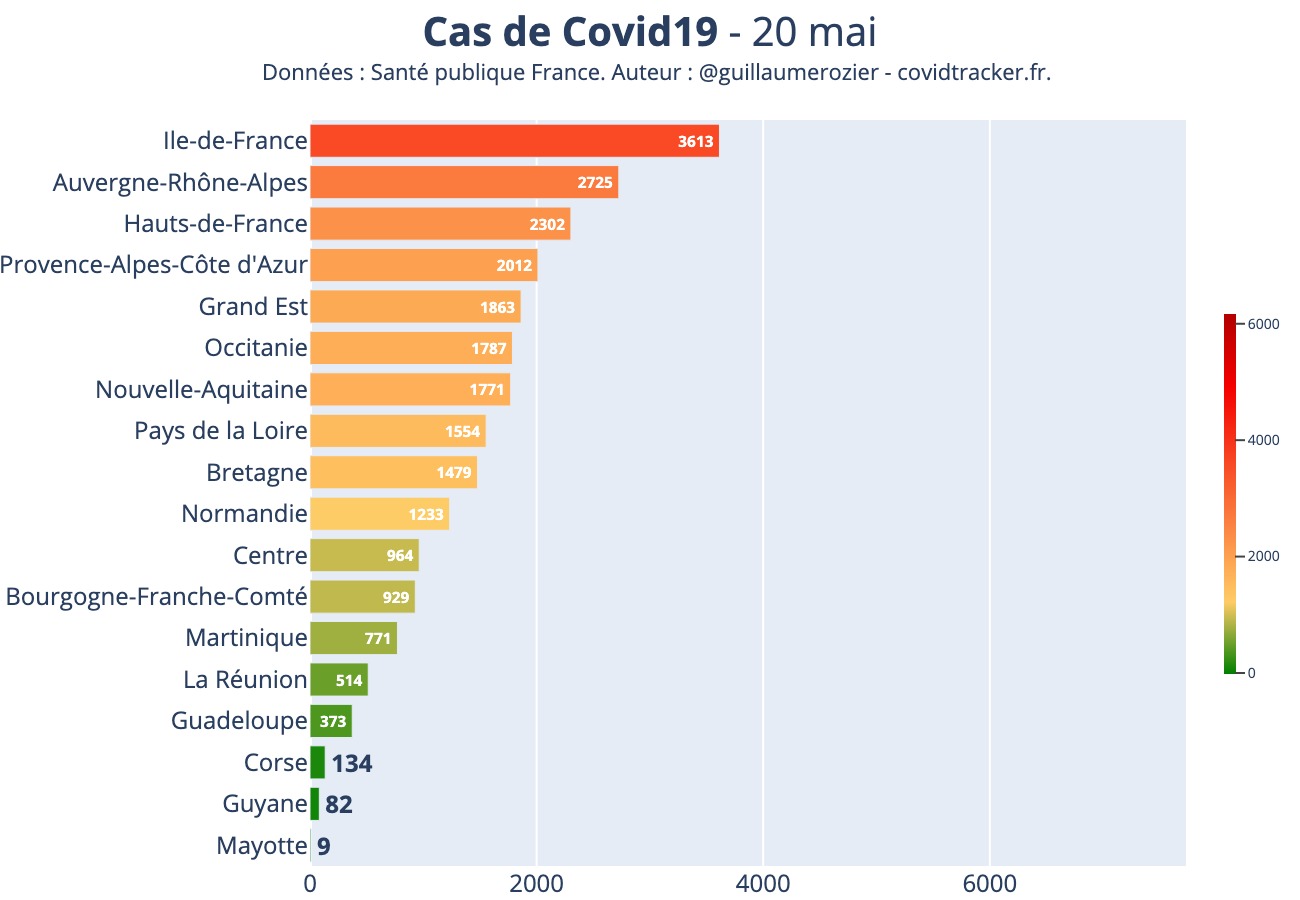 Cas de Covid19 - 20 mai
Données : Santé publique France. Auteur : @guillaumerozier - covidtracker.fr.
Ile-de-France 3613
Auvergne-Rhône-Alpes 2725
Hauts-de-France 2302
Provence-Alpes-Côte d'Azur 2012
Grand Est 1863
Occitanie 1787
Nouvelle-Aquitaine 1771
Pays de la Loire 1554
Bretagne 1479
Normandie 1233
Centre 964
Bourgogne-Franche-Comté 929
Martinique 771
La Réunion 514
Guadeloupe 373
Corse 134
Guyane 82
Mayotte 9
0 2000 4000 6000
6000
4000
2000
0